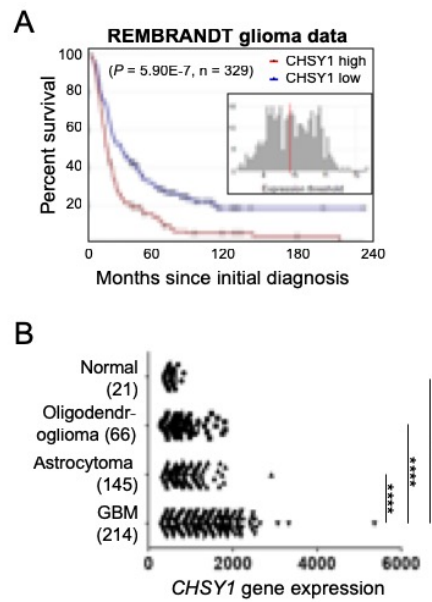 A
REMBRANDT glioma data
(P = 5.90E-7, n = 329)
CHSY1 high
CHSY1 low
Percent survival
100
80
60
40
20
Expression threshold
0 60 120 180 240
Months since initial diagnosis
B
Normal
(21)
Oligodendr-
oglioma (66)
Astrocytoma
(145)
GBM
(214)
****
****
0 2000 4000 6000
CHSY1 gene expression